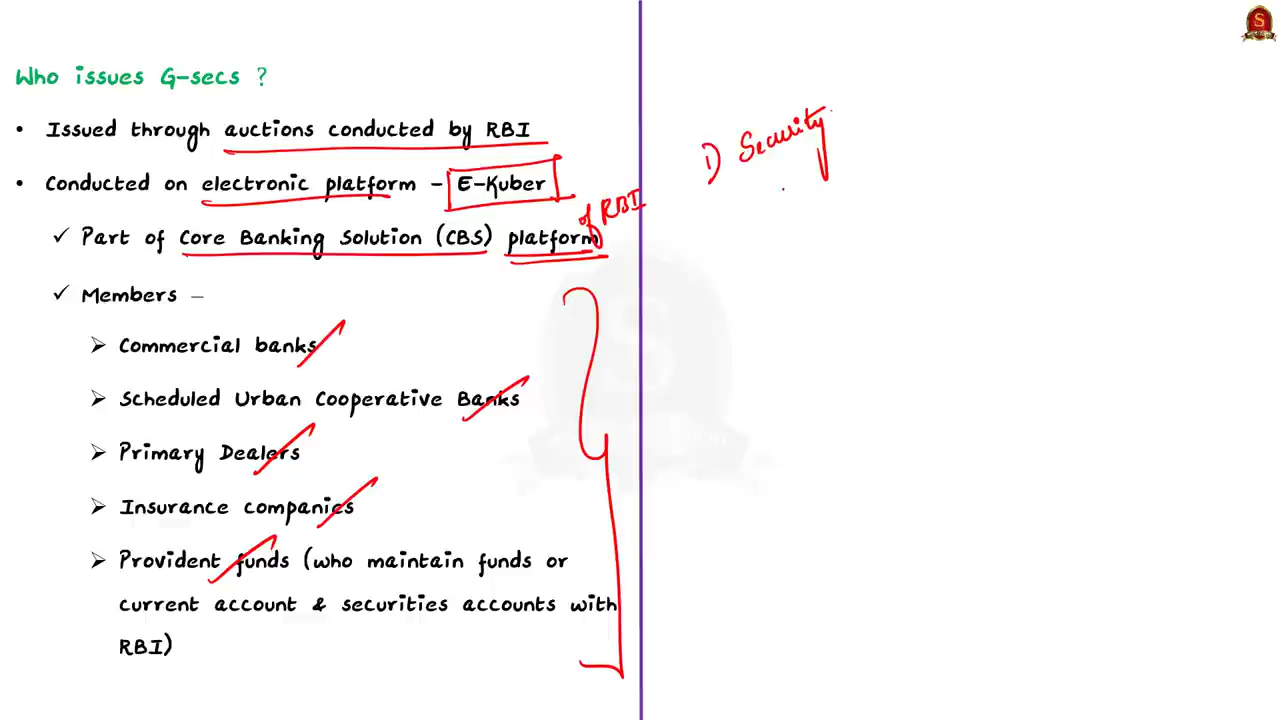 Who issues G-secs ?
• Issued through auctions conducted by RBI
• Conducted on electronic platform - E-Kuber
✓ Part of Core Banking Solution (CBS) platform of RBI
✓ Members –
➢ Commercial banks
➢ Scheduled Urban Cooperative Banks
➢ Primary Dealers
➢ Insurance companies
➢ Provident funds (who maintain funds or
current account & securities accounts with
RBI)
1) Security
S